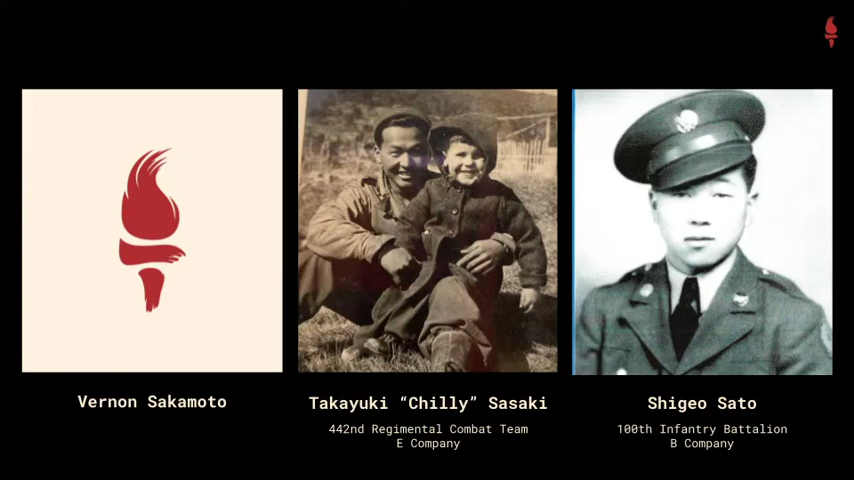 Vernon Sakamoto
Takayuki “Chilly” Sasaki
442nd Regimental Combat Team
E Company
Shigeo Sato
100th Infantry Battalion
B Company